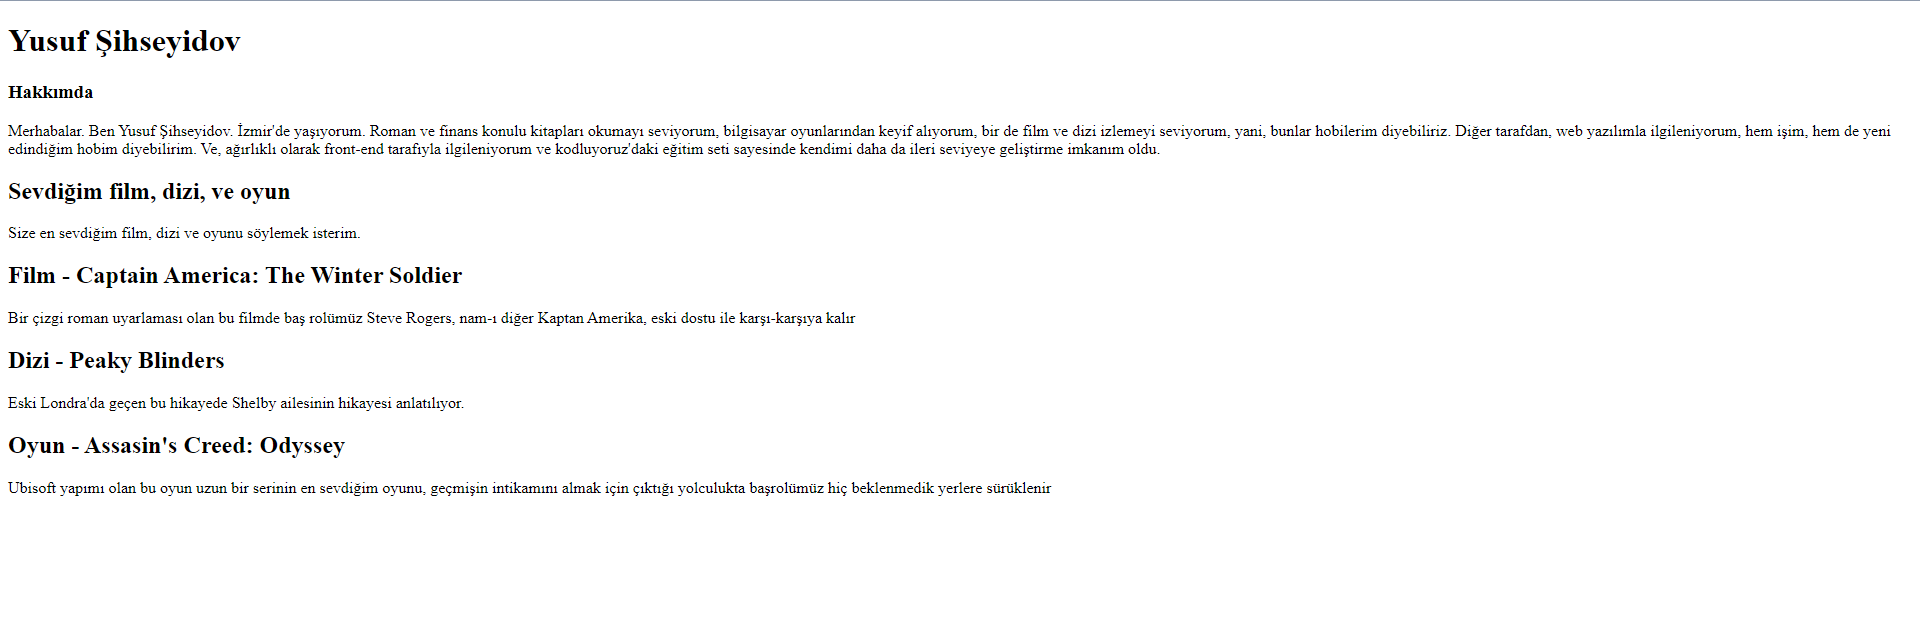 Yusuf Şihseyidov
Hakkımda
Merhabalar. Ben Yusuf Şihseyidov. İzmir'de yaşıyorum. Roman ve finans konulu kitapları okumayı seviyorum, bilgisayar oyunlarından keyif alıyorum, bir de film ve dizi izlemeyi seviyorum, yani, bunlar hobilerim diyebiliriz. Diğer tarafdan, web yazılımla ilgileniyorum, hem işim, hem de yeni
edindiğim hobim diyebilirim. Ve, ağırlıklı olarak front-end tarafıyla ilgileniyorum ve kodluyoruz'daki eğitim seti sayesinde kendimi daha da ileri seviyeye geliştirme imkanım oldu.
Sevdiğim film, dizi, ve oyun
Size en sevdiğim film, dizi ve oyunu söylemek isterim.
Film - Captain America: The Winter Soldier
Bir çizgi roman uyarlaması olan bu filmde baş rolümüz Steve Rogers, nam-ı diğer Kaptan Amerika, eski dostu ile karşı-karşıya kalır
Dizi - Peaky Blinders
Eski Londra'da geçen bu hikayede Shelby ailesinin hikayesi anlatılıyor.
Oyun - Assasin's Creed: Odyssey
Ubisoft yapımı olan bu oyun uzun bir serinin en sevdiğim oyunu, geçmişin intikamını almak için çıktığı yolculukta başrolümüz hiç beklenmedik yerlere sürüklenir